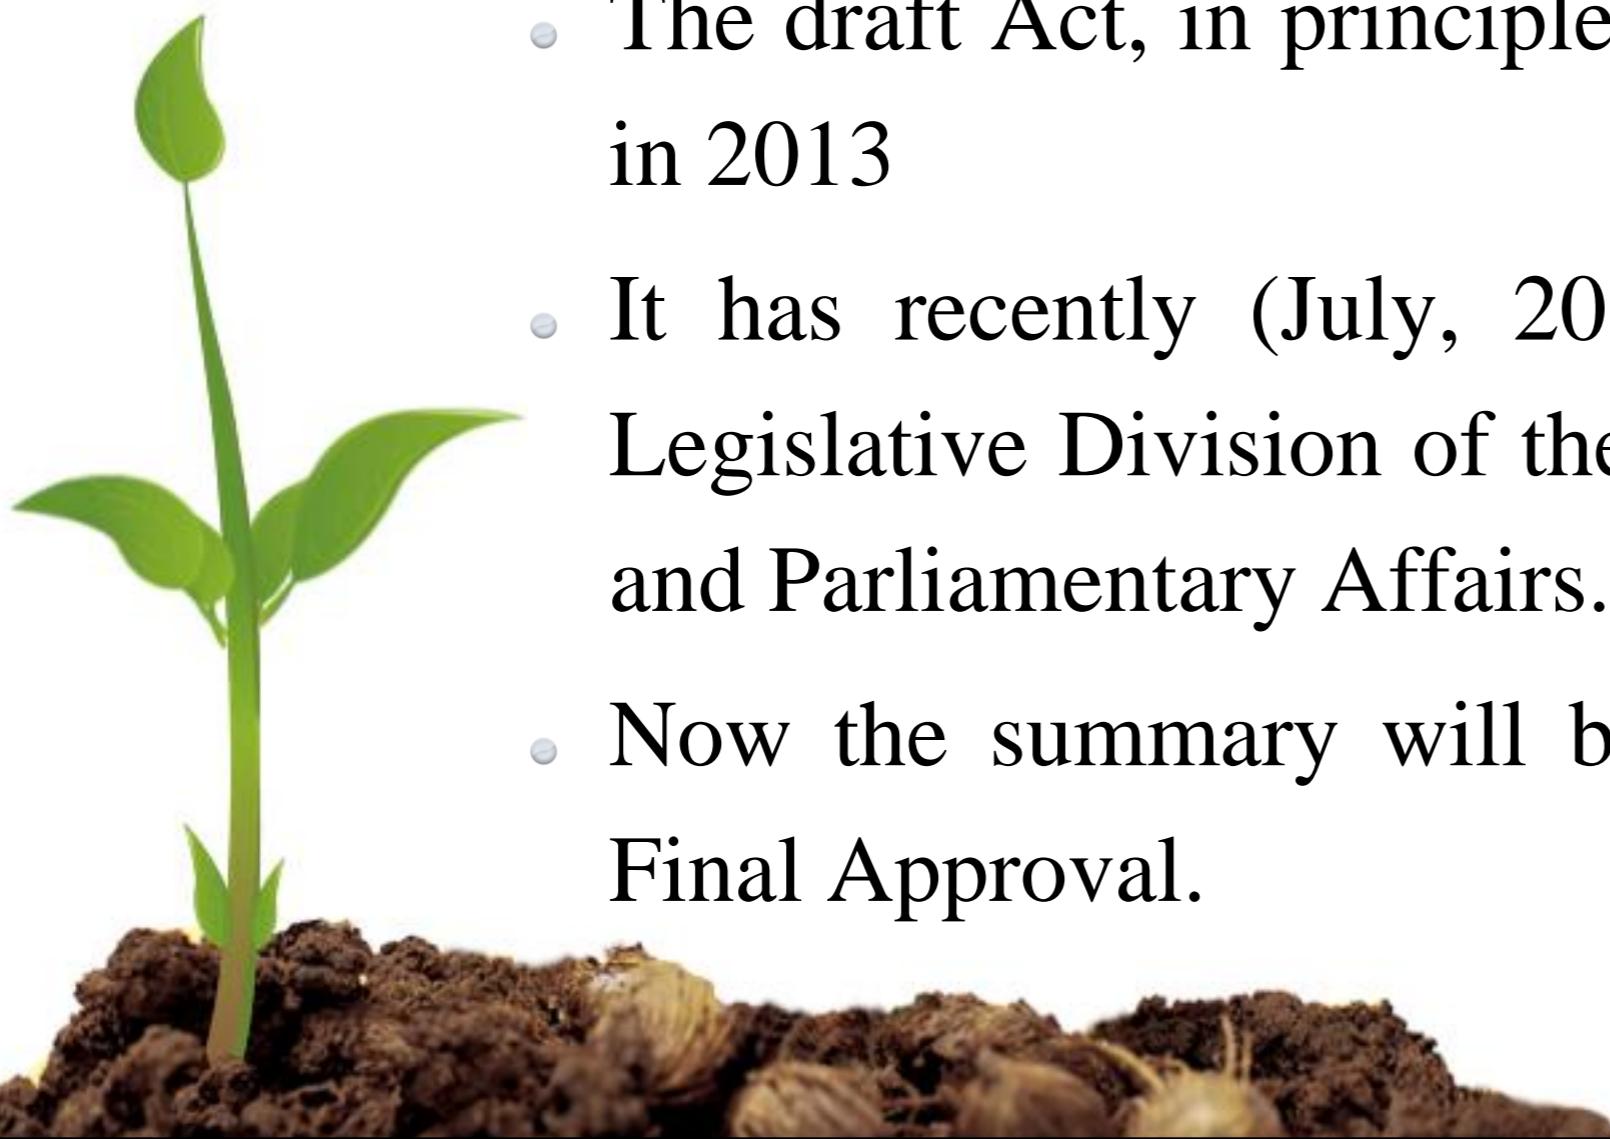 The draft Act, in principle
in 2013
It has recently (July, 20
Legislative Division of the
and Parliamentary Affairs.
Now the summary will b
Final Approval.